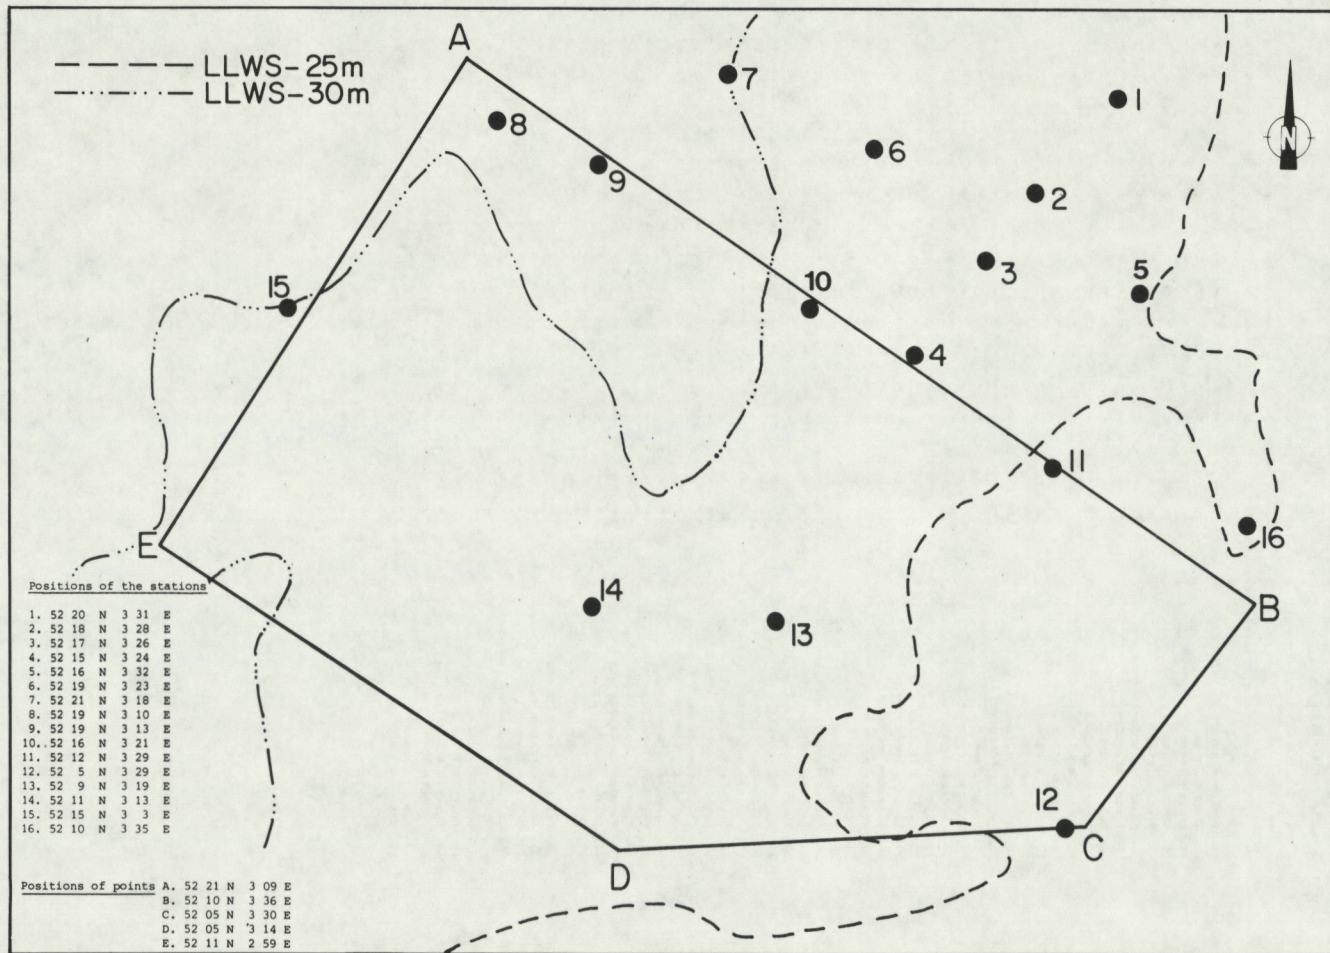 A
LLWS-25m
LLWS-30m
7
1
8
6
N
9
2
3
5
15
10
4
11
16
E
Positions of the stations
14
B
13
1. 52 20 N 3 31 E
2. 52 18 N 3 28 E
3. 52 17 N 3 26 E
4. 52 15 N 3 24 E
5. 52 16 N 3 32 E
6. 52 19 N 3 23 E
7. 52 21 N 3 18 E
8. 52 19 N 3 10 E
9. 52 19 N 3 13 E
10.. 52 16 N 3 21 E
11. 52 12 N 3 29 E
12. 52 5 N 3 29 E
13. 52 9 N 3 19 E
14. 52 11 N 3 13 E
15. 52 15 N 3 3 E
16. 52 10 N 3 35 E
12
C
D
Positions of points A. 52 21 N 3 09 E
B. 52 10 N 3 36 E
C. 52 05 N 3 30 E
D. 52 05 N '3 14 E
E. 52 11 N 2 59 E